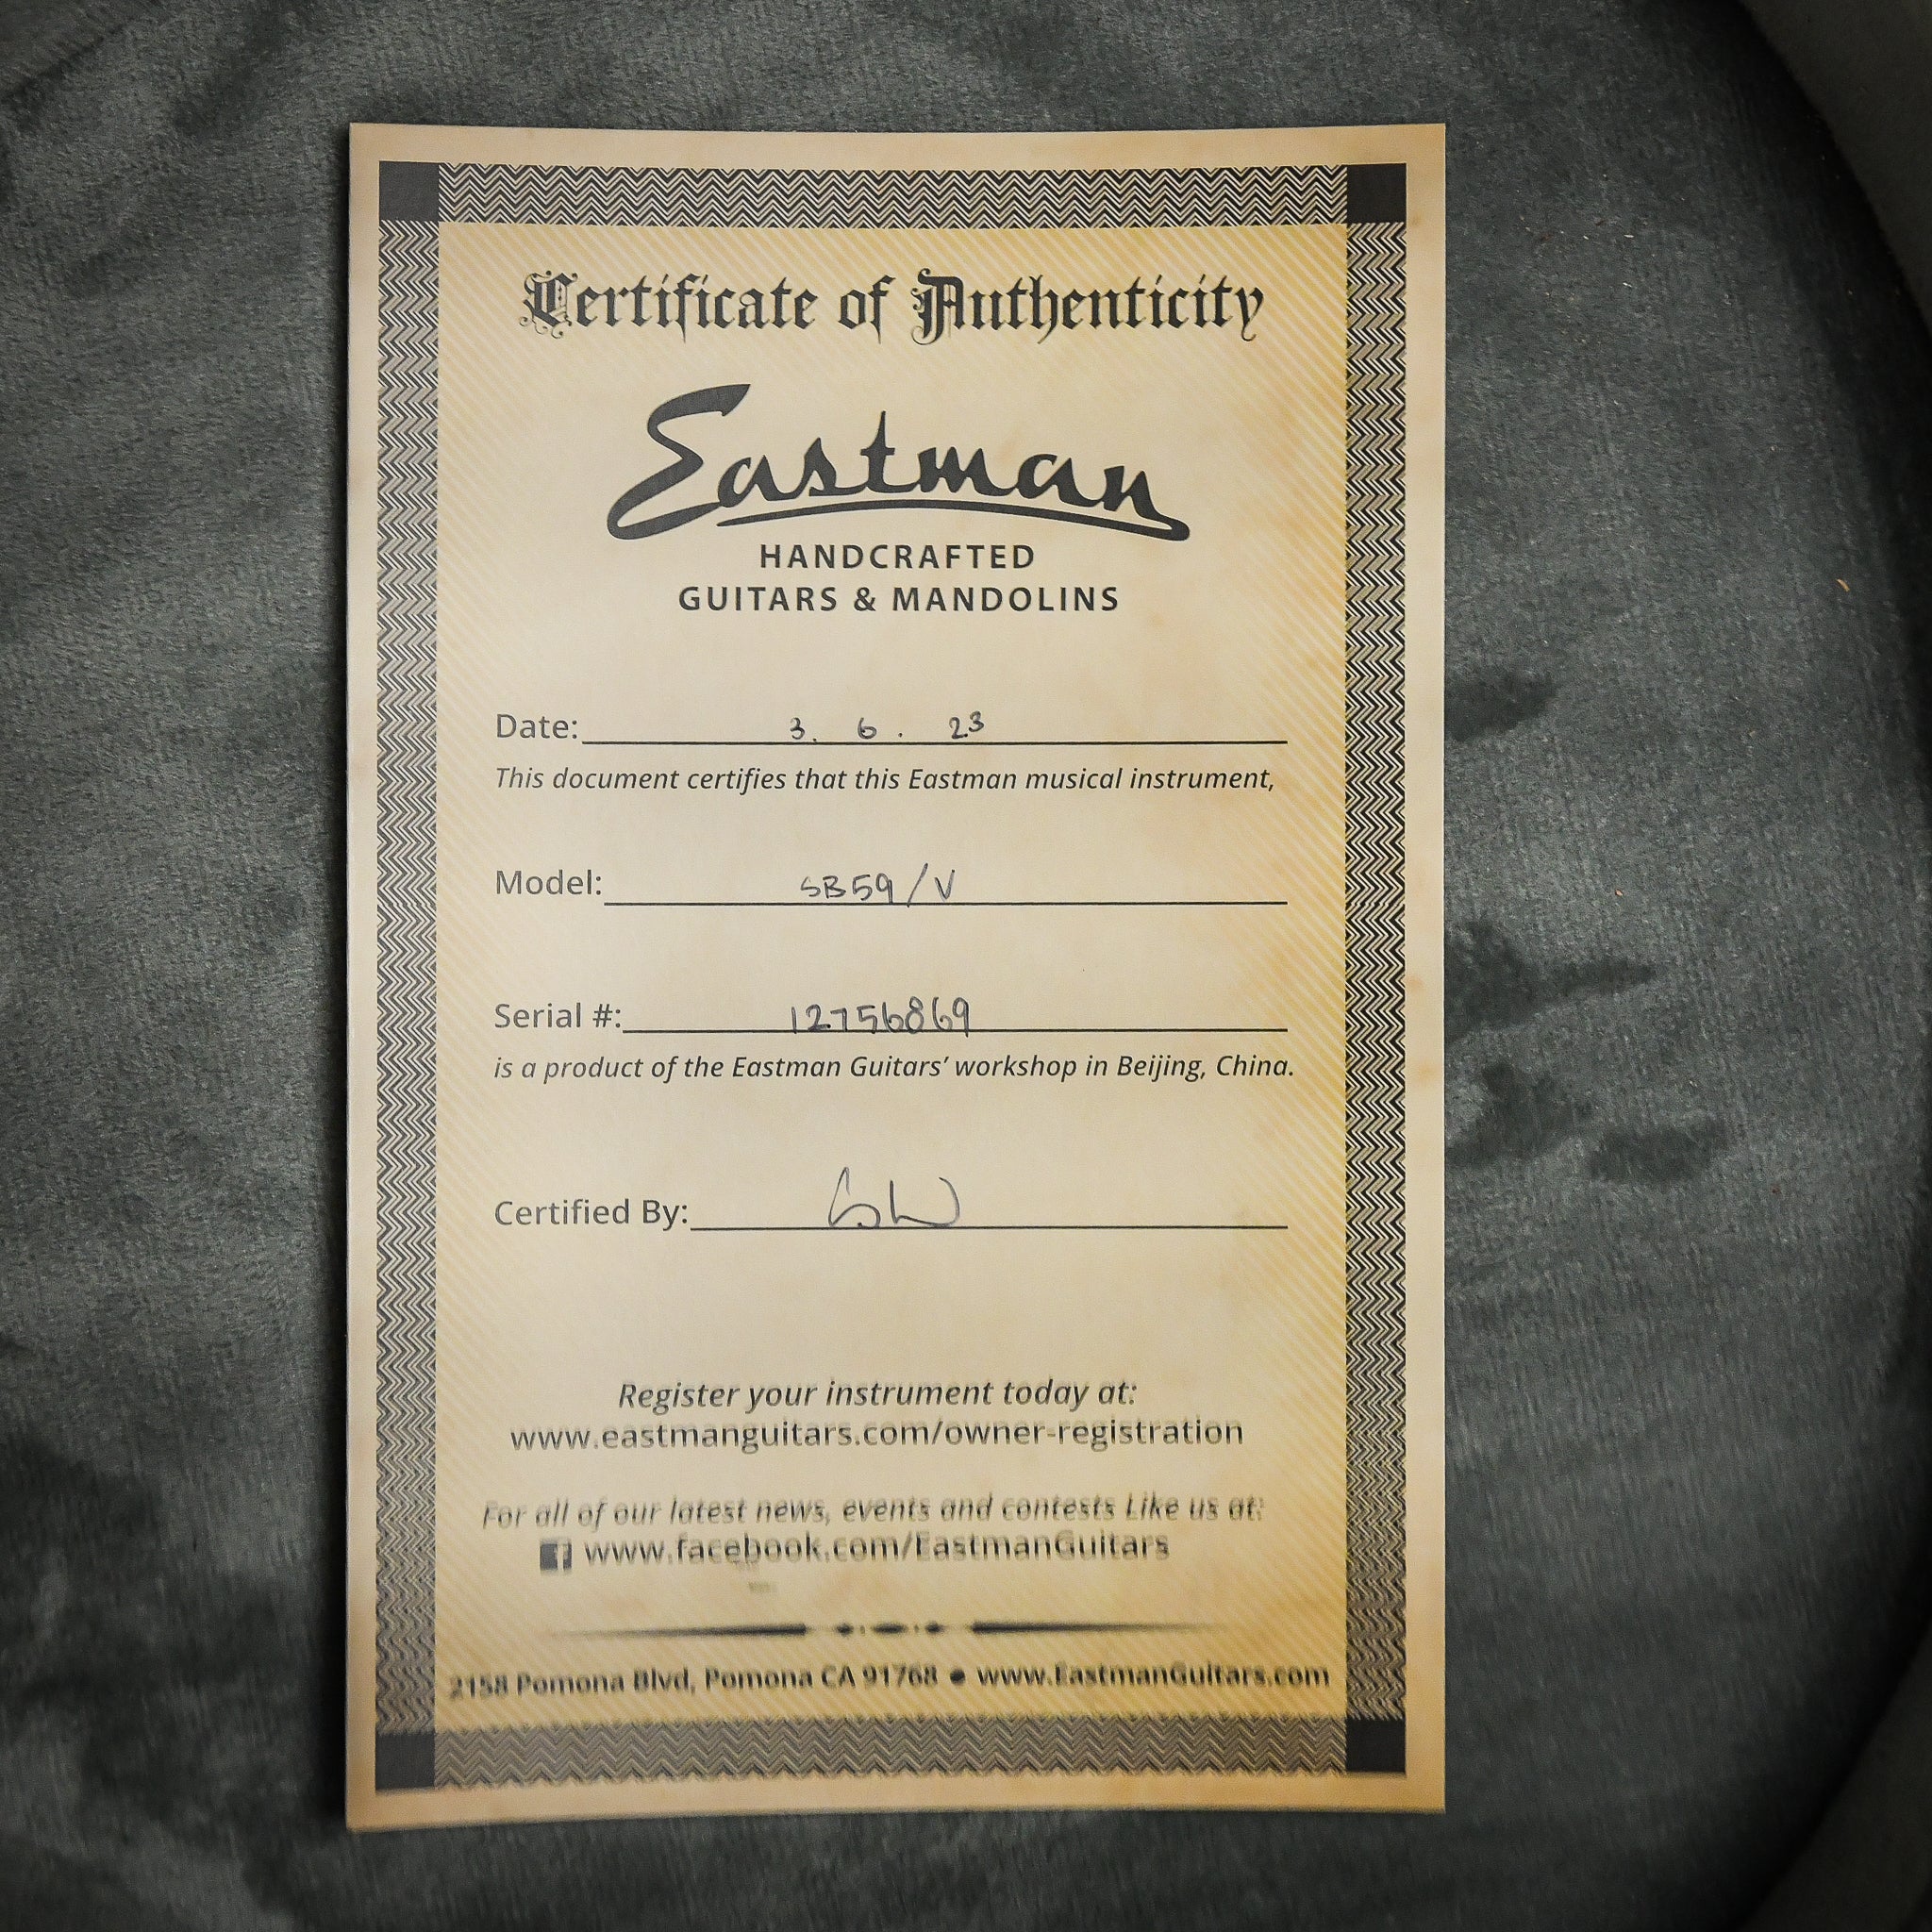 Certificate of Authenticity
Eastman
HANDCRAFTED
GUITARS & MANDOLINS
Date: 3. 6. 23
This document certifies that this Eastman musical instrument,
Model: SB59/V
Serial #: 12756869
is a product of the Eastman Guitars' workshop in Beijing, China.
Certified By:
Register your instrument today at:
www.eastmanguitars.com/owner-registration
For all of our latest news, events and contests Like us at:
f www.facebook.com/EastmanGuitars
2158 Pomona Blvd, Pomona CA 91768 • www.EastmanGuitars.com